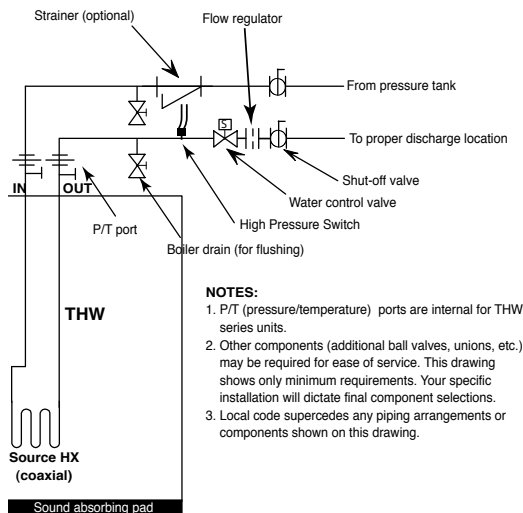 Strainer (optional)
Flow regulator
From pressure tank
S
To proper discharge location
Shut-off valve
Water control valve
High Pressure Switch
IN
OUT
P/T port
Boiler drain (for flushing)
THW
NOTES:
1. P/T (pressure/temperature) ports are internal for THW
series units.
2. Other components (additional ball valves, unions, etc.)
may be required for ease of service. This drawing
shows only minimum requirements. Your specific
installation will dictate final component selections.
3. Local code supercedes any piping arrangements or
components shown on this drawing.
Source HX
(coaxial)
Sound absorbing pad